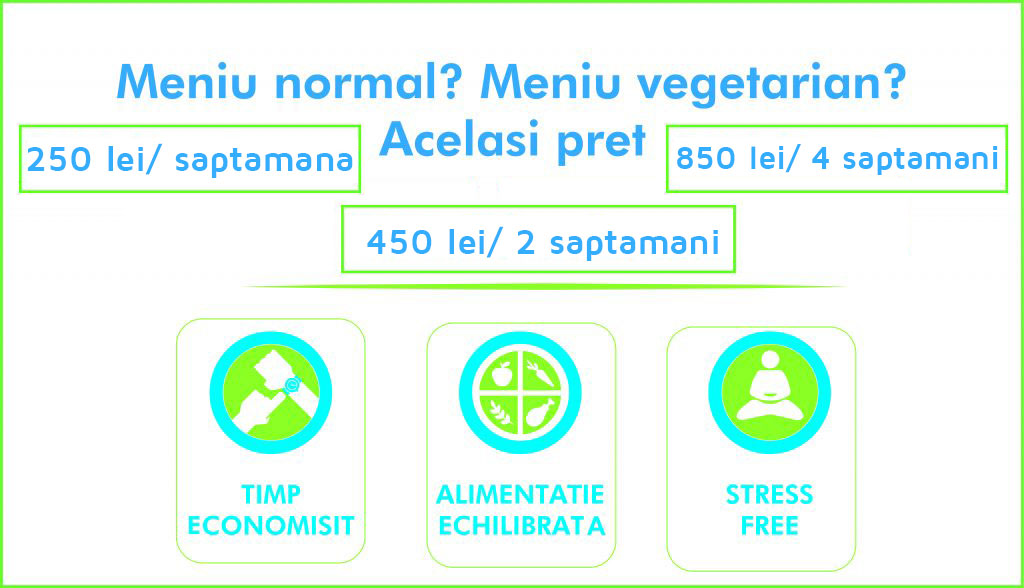 Meniu normal? Meniu vegetarian?
Acelasi pret
250 lei/ saptamana
850 lei/ 4 saptamani
450 lei/ 2 saptamani
TIMP
ECONOMISIT
ALIMENTATIE
ECHILIBRATA
STRESS
FREE